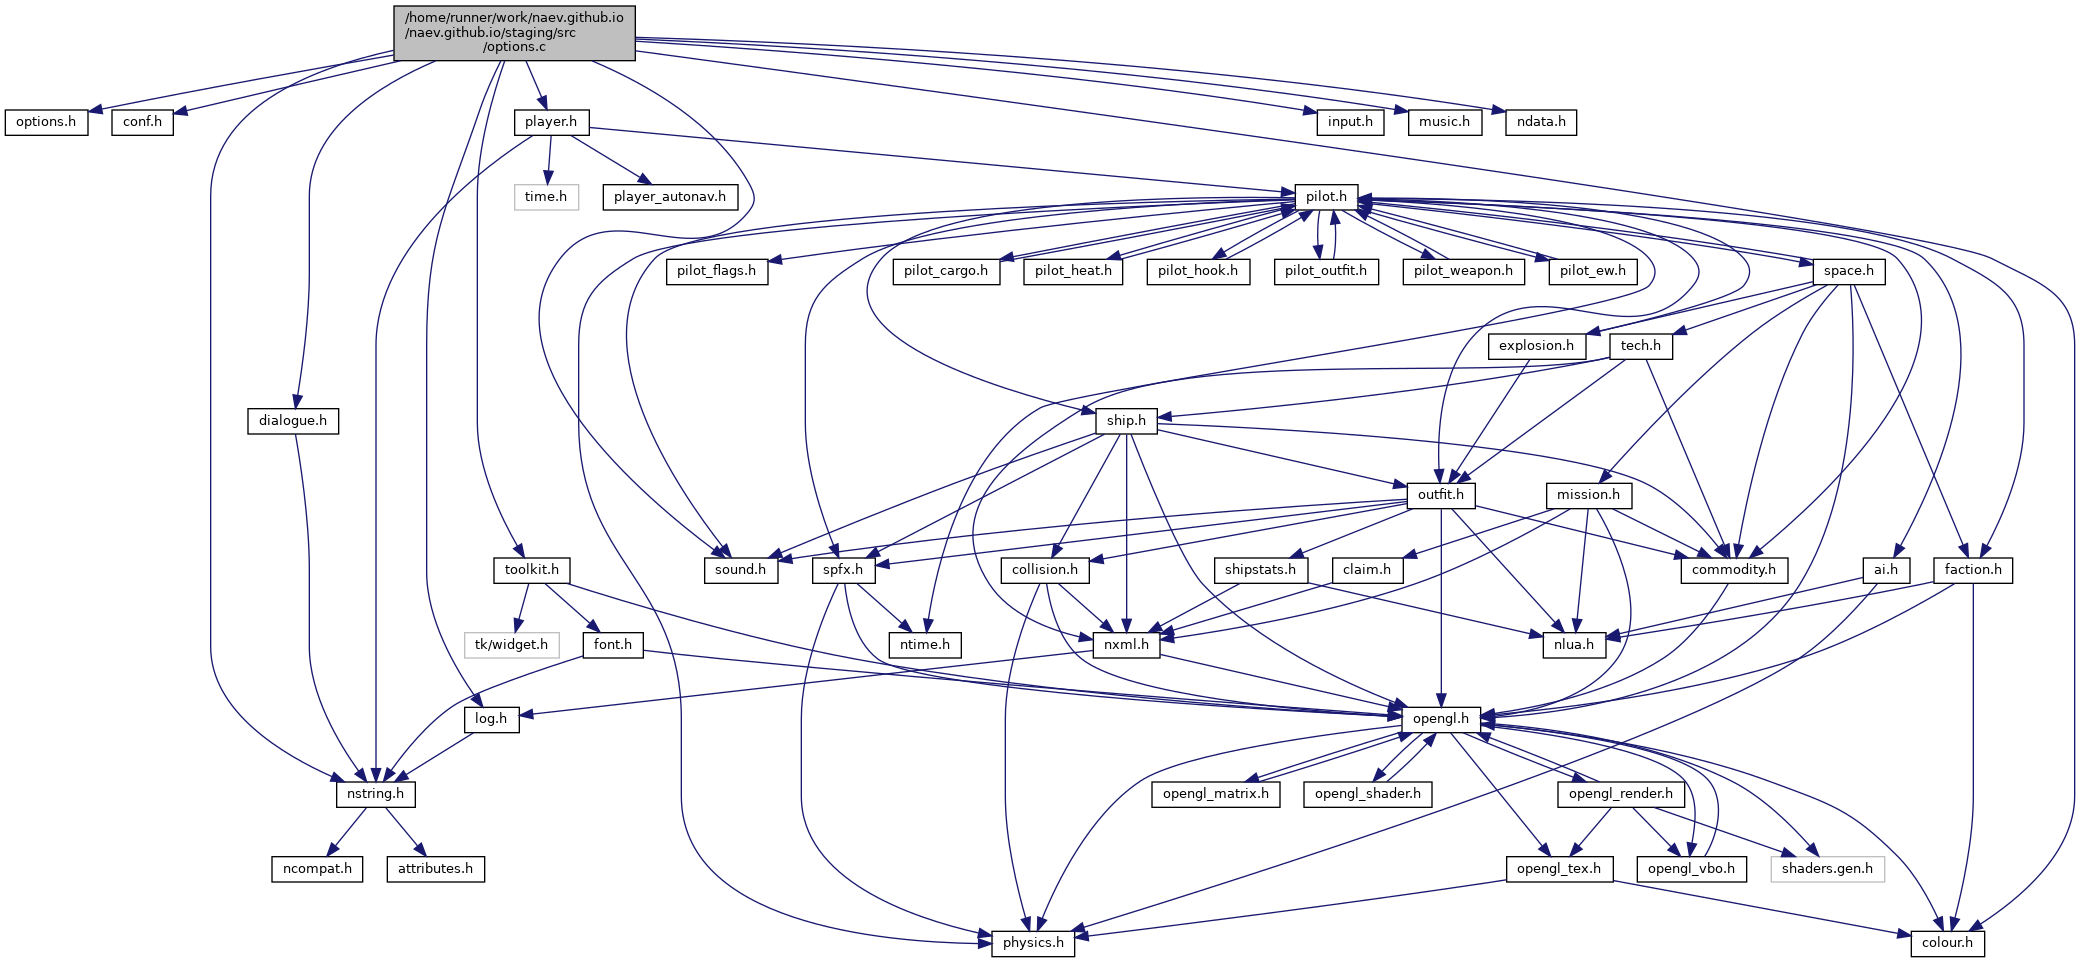 /home/runner/work/naev.github.io
/naev.github.io/staging/src
/options.c
options.h
conf.h
player.h
input.h
music.h
ndata.h
time.h
player_autonav.h
pilot.h
pilot_flags.h
pilot_cargo.h
pilot_heat.h
pilot_hook.h
pilot_outfit.h
pilot_weapon.h
pilot_ew.h
space.h
explosion.h
tech.h
dialogue.h
ship.h
outfit.h
mission.h
toolkit.h
sound.h
spfx.h
collision.h
shipstats.h
claim.h
commodity.h
ai.h
faction.h
tk/widget.h
font.h
ntime.h
nxml.h
nlua.h
log.h
opengl.h
nstring.h
opengl_matrix.h
opengl_shader.h
opengl_render.h
ncompat.h
attributes.h
opengl_tex.h
opengl_vbo.h
shaders.gen.h
physics.h
colour.h